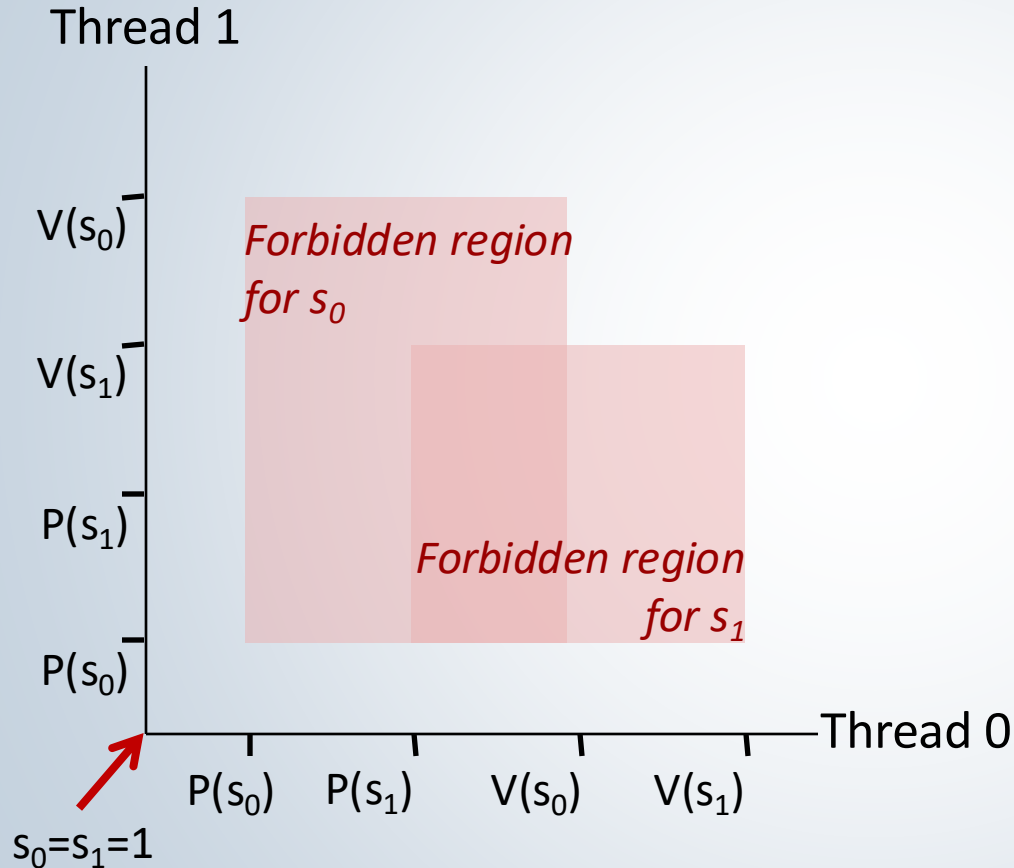 Thread 1
V(s₀)
Forbidden region
for s₀
V(s₁)
P(s₁)
Forbidden region
for s₁
P(s₀)
Thread 0
P(s₀) P(s₁) V(s₀) V(s₁)
s₀=s₁=1